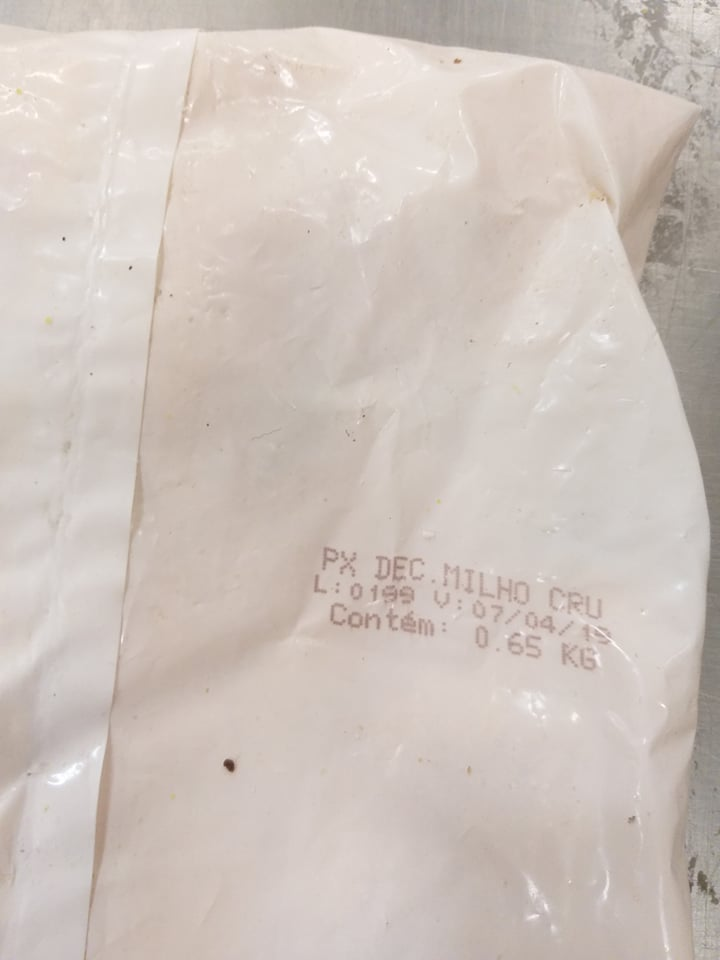 PX DEC.MILHO CRU
L:0199 V:07/04/19
Contém: 0.65 KG